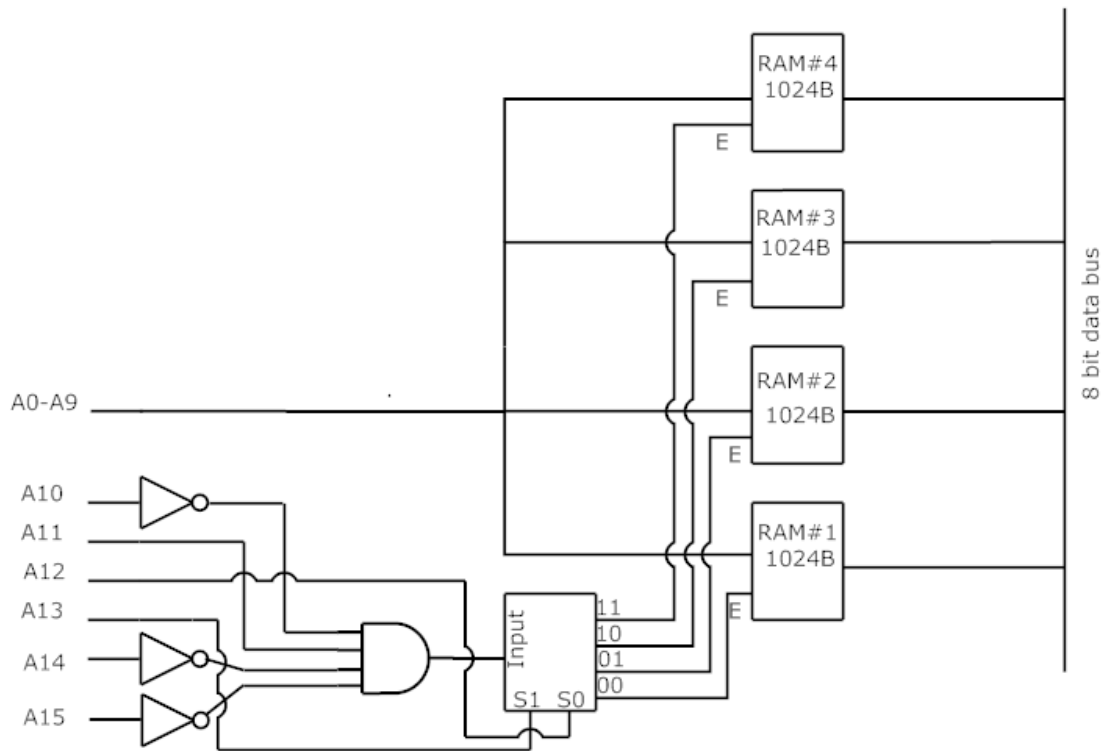 RAM#4
1024B
E
RAM#3
1024B
E
8 bit data bus
RAM#2
1024B
A0-A9
E
A10
RAM#1
1024B
A11
A12
A13
E
Input
11
10
01
00
A14
S1 S0
A15